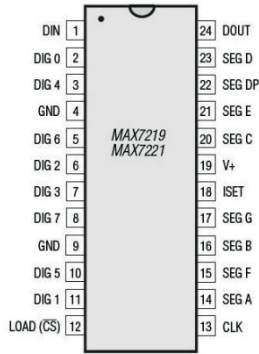 DIN 1
DIG 0 2
DIG 4 3
GND 4
DIG 6 5
DIG 2 6
DIG 3 7
DIG 7 8
GND 9
DIG 5 10
DIG 1 11
LOAD (C̅S̅) 12
MAX7219
MAX7221
24 DOUT
23 SEG D
22 SEG DP
21 SEG E
20 SEG C
19 V+
18 ISET
17 SEG G
16 SEG B
15 SEG F
14 SEG A
13 CLK